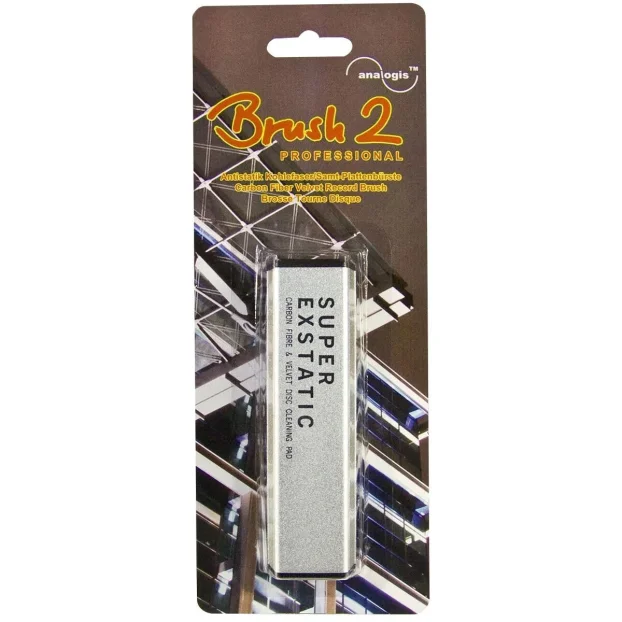 analogis™
Brush 2
PROFESSIONAL
Antistatik Kohlefaser/Samt-Plattenbürste
Carbon Fiber Velvet Record Brush
Brosse Tourne Disque
SUPER
EXSTATIC
CARBON FIBRE & VELVET DISC CLEANING PAD